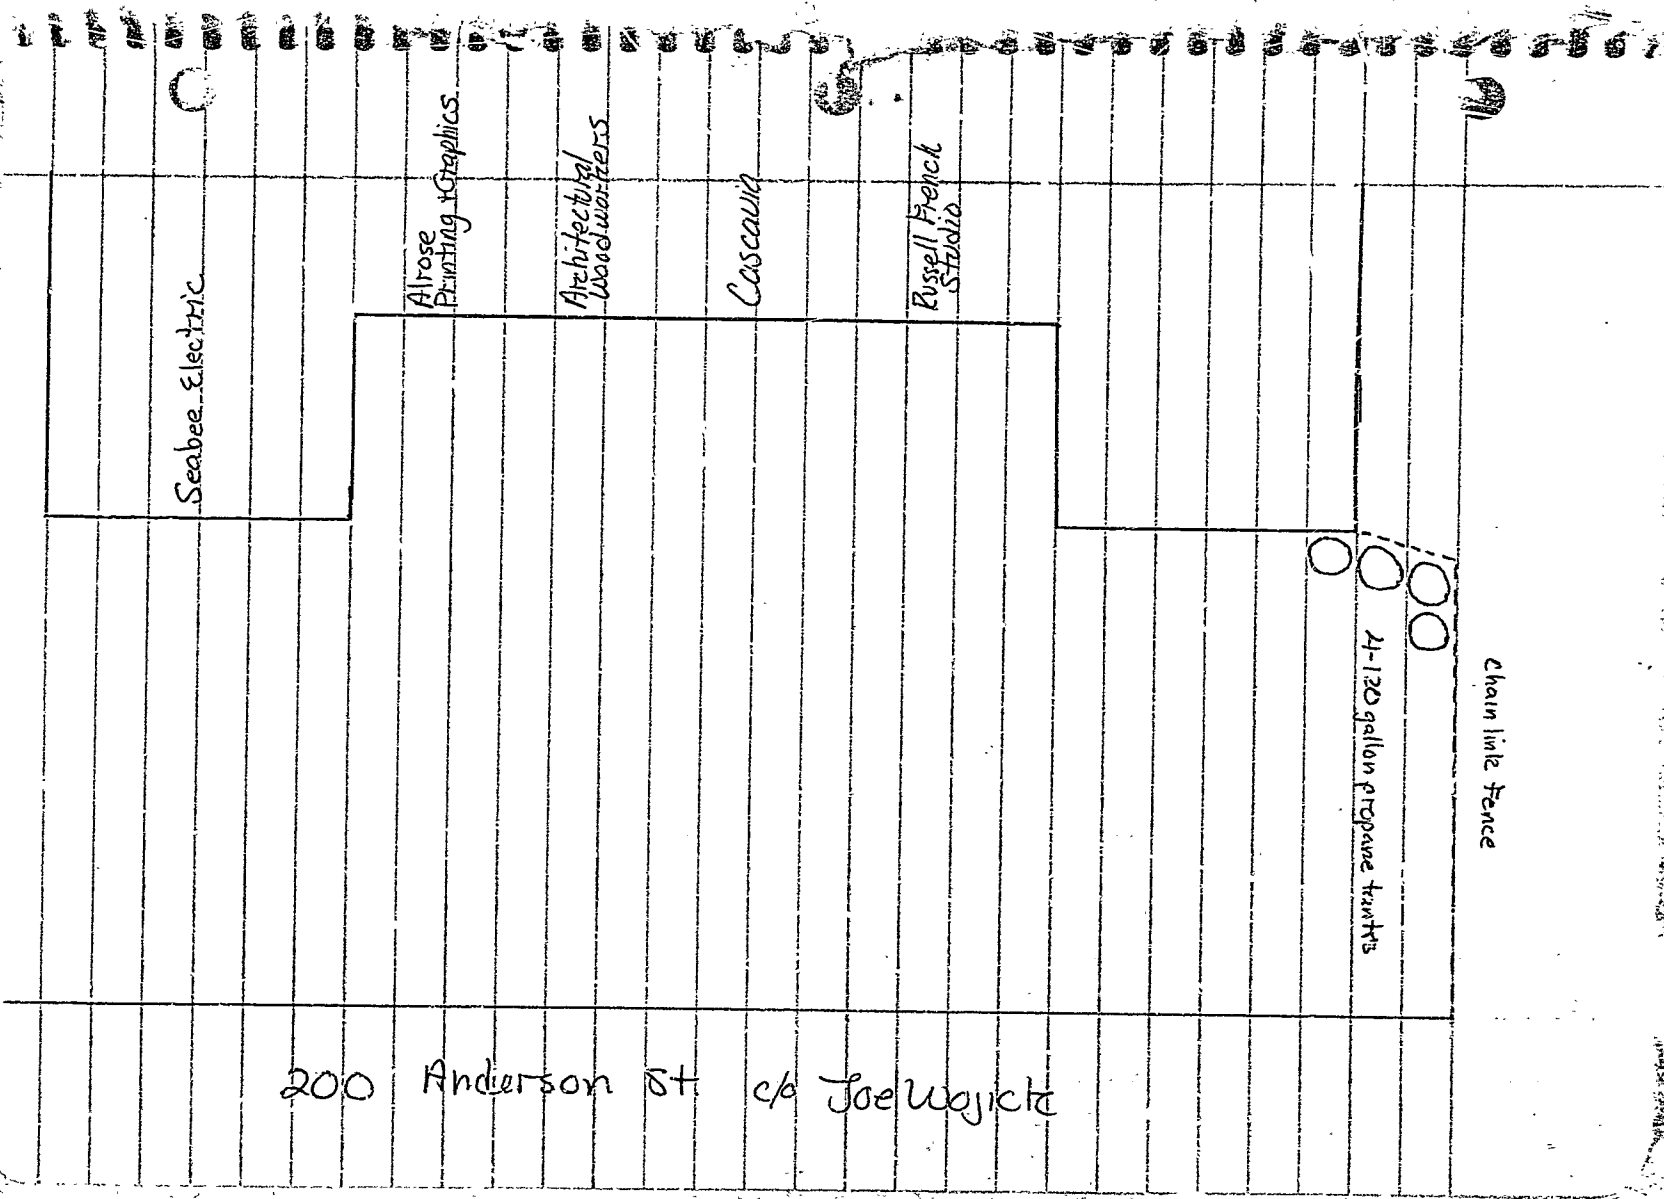 Seabee Electric
Alrose
Printing + Graphics
Architectural
Woodworkers
Cascavia
Russell French
Studio
4-120 gallon propane tanks
chain link fence
200 Anderson St. c/o Joe Wojick